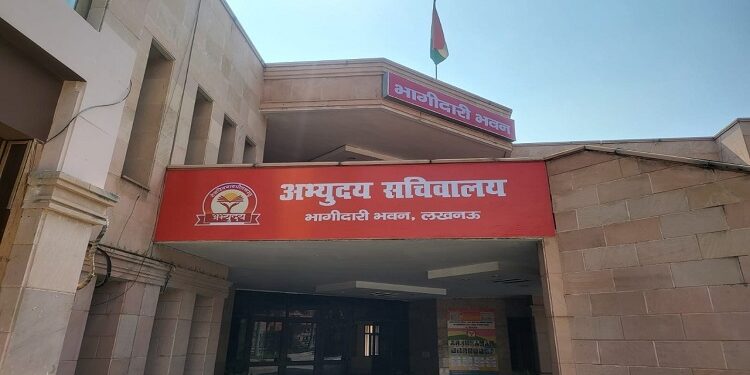 भागीदारी भवन
अभ्युदय सचिवालय
भागीदारी भवन, लखनऊ
अभ्युदय